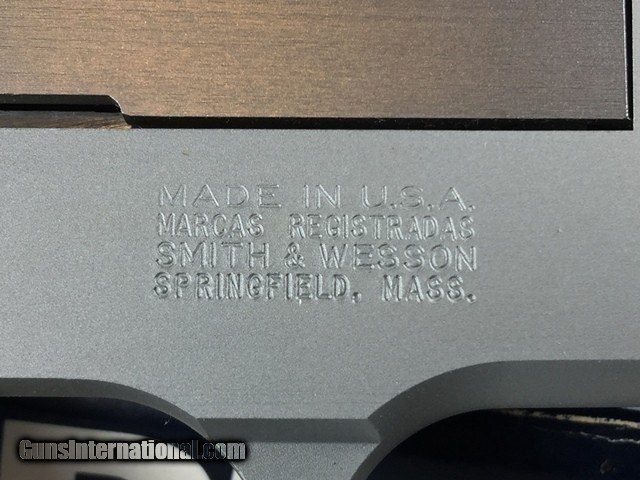 MADE IN U.S.A.
MARCAS REGISTRADAS
SMITH & WESSON
SPRINGFIELD, MASS.
GunsInternational.com